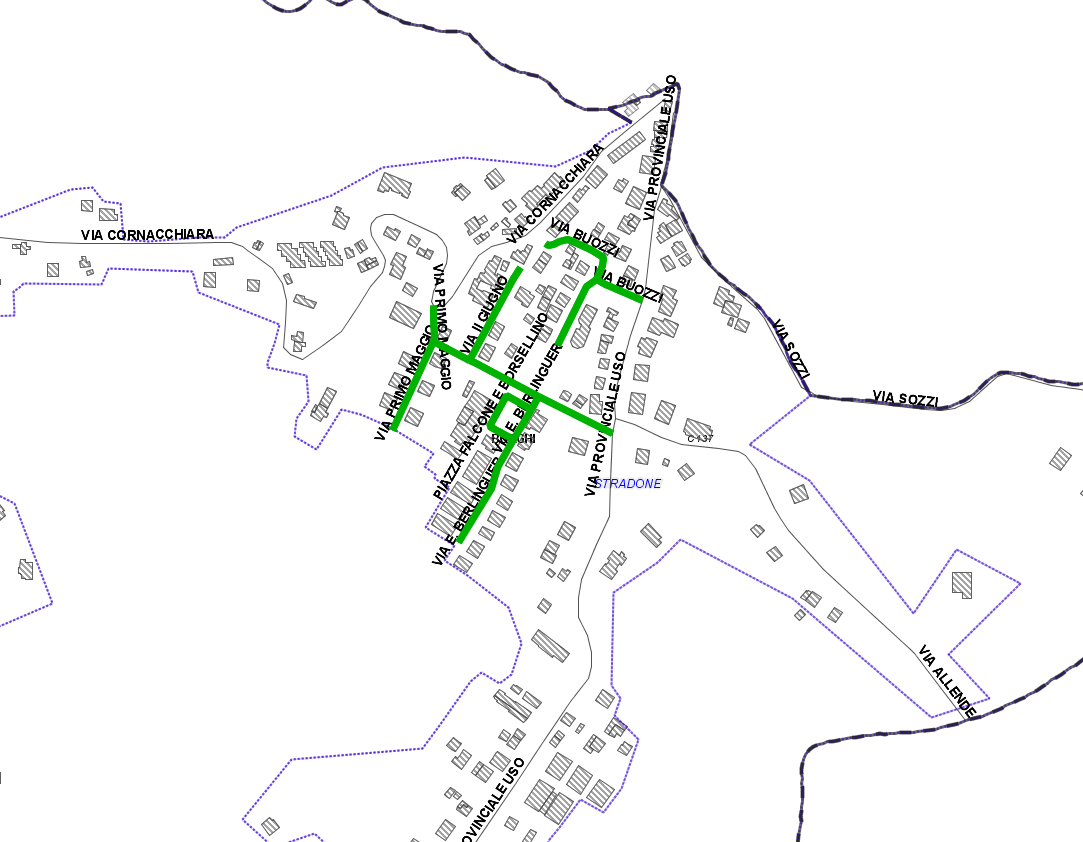 VIA PROVINCIALE USO
VIA CORNACCHIARA
VIA CORNACCHIARA
VIA BUOZZI
VIA BUOZZI
VIA PRIMO MAGGIO
VIA II GIUGNO
VIA PRIMO MAGGIO
PIAZZA FALCONE E BORSELLINO
VIA E. BERLINGUER
VIA E. BERLINGUER
VIA PROVINCIALE USO
VIA SOZZI
VIA SOZZI
C 137
STRADONE
VIA ALLENDE
OVINCIALE USO